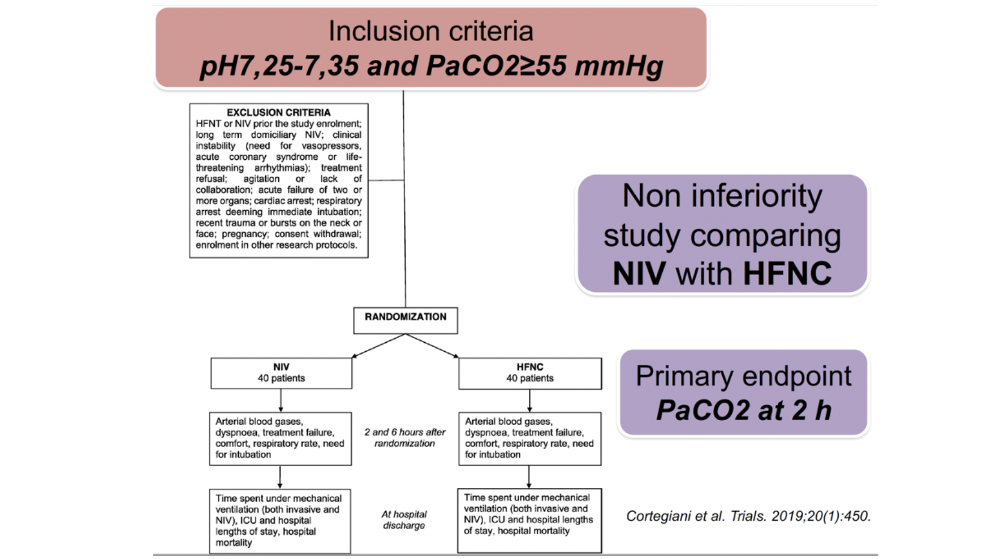 Inclusion criteria
pH7,25-7,35 and PaCO2≥55 mmHg
EXCLUSION CRITERIA
HFNT or NIV prior the study enrolment;
long term domiciliary NIV; clinical
instability (need for vasopressors,
acute coronary syndrome or life-
threatening arrhythmias); treatment
refusal; agitation or lack of
collaboration; acute failure of two or
more organs; cardiac arrest; respiratory
arrest deeming immediate intubation;
recent trauma or bursts on the neck or
face; pregnancy; consent withdrawal;
enrolment in other research protocols.
Non inferiority
study comparing
NIV with HFNC
RANDOMIZATION
NIV
40 patients
HFNC
40 patients
Primary endpoint
PaCO2 at 2 h
Arterial blood gases,
dyspnoea, treatment failure,
comfort, respiratory rate, need
for intubation
2 and 6 hours after
randomization
Arterial blood gases,
dyspnoea, treatment failure,
comfort, respiratory rate, need
for intubation
Time spent under mechanical
ventilation (both invasive and
NIV), ICU and hospital
lengths of stay, hospital
mortality
At hospital
discharge
Time spent under mechanical
ventilation (both invasive and
NIV), ICU and hospital lengths
of stay, hospital mortality
Cortegiani et al. Trials. 2019;20(1):450.